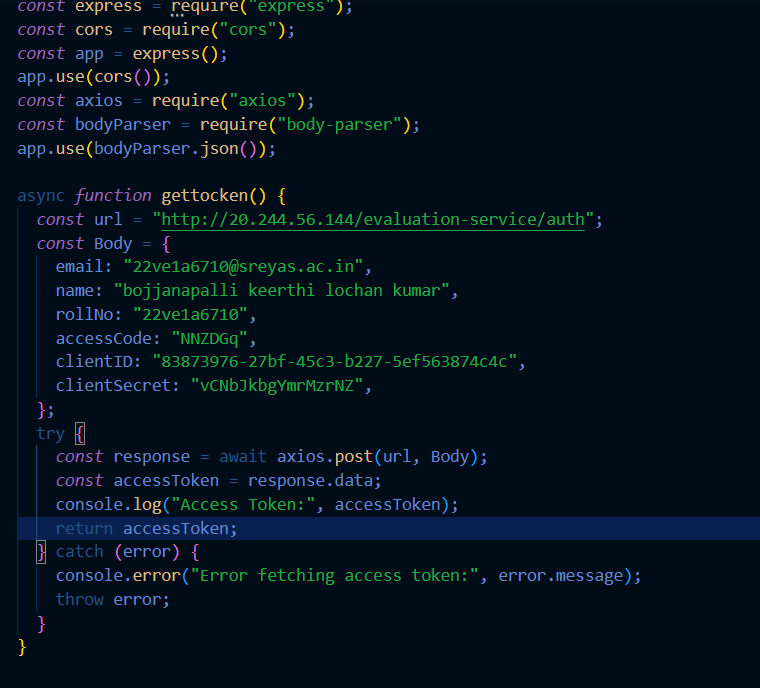 const express = require("express");
const cors = require("cors");
const app = express();
app.use(cors());
const axios = require("axios");
const bodyParser = require("body-parser");
app.use(bodyParser.json());
async function gettocken() {
const url = "http://20.244.56.144/evaluation-service/auth";
const Body = {
email: "22ve1a6710@sreyas.ac.in",
name: "bojjanapalli keerthi lochan kumar",
rollNo: "22ve1a6710",
accessCode: "NNZDGq",
clientID: "83873976-27bf-45c3-b227-5ef563874c4c",
clientSecret: "vCNbJkbgYmrMzrNZ",
};
try {
const response = await axios.post(url, Body);
const accessToken = response.data;
console.log("Access Token:", accessToken);
return accessToken;
} catch (error) {
console.error("Error fetching access token:", error.message);
throw error;
}
}